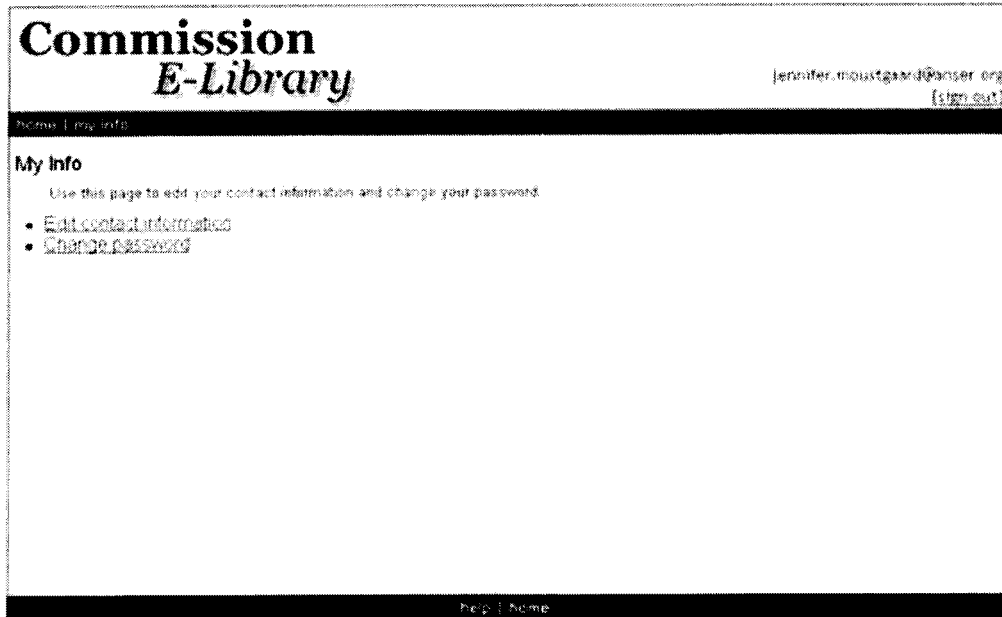 Commission
E-Library
jennifer.moustgaard@anser.org
[sign out]
home | my info
My Info
Use this page to edit your contact information and change your password.
• Edit contact information
• Change password
help | home